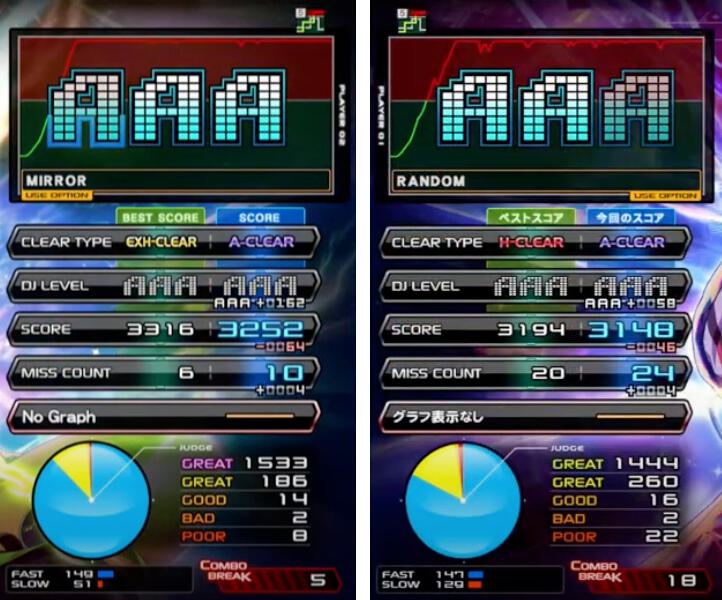 AAA
PLAYER 02
MIRROR
USE OPTION
BEST SCORE SCORE
CLEAR TYPE EXH-CLEAR A-CLEAR
DJ LEVEL AAA AAA
AAA +0162
SCORE 3316 3252
-0064
MISS COUNT 6 10
+0004
No Graph
JUDGE
GREAT 1533
GREAT 186
GOOD 14
BAD 2
POOR 8
FAST 149
SLOW 51
COMBO BREAK 5
AAA
PLAYER 01
RANDOM
USE OPTION
ベストスコア 今回のスコア
CLEAR TYPE H-CLEAR A-CLEAR
DJ LEVEL AAA AAA
AAA +0058
SCORE 3194 3148
-0046
MISS COUNT 20 24
+0004
グラフ表示なし
JUDGE
GREAT 1444
GREAT 260
GOOD 16
BAD 2
POOR 22
FAST 147
SLOW 129
COMBO BREAK 18